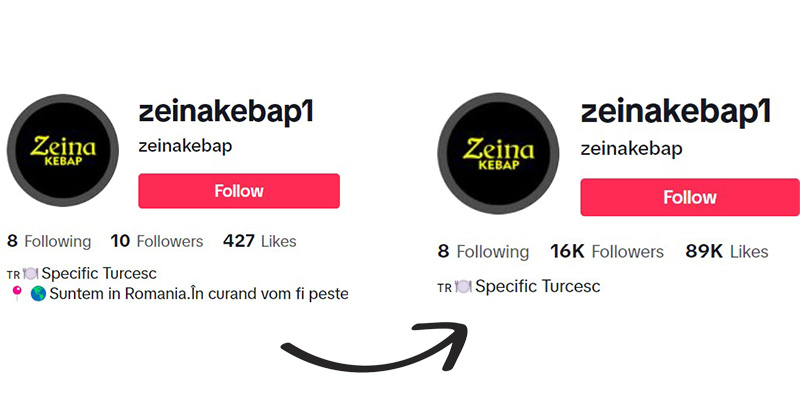 Zeina
KEBAP
zeinakebap1
zeinakebap
Follow
8 Following 10 Followers 427 Likes
TR🍽️Specific Turcesc
📍🌎Suntem in Romania.În curand vom fi peste
Zeina
KEBAP
zeinakebap1
zeinakebap
Follow
8 Following 16K Followers 89K Likes
TR🍽️Specific Turcesc